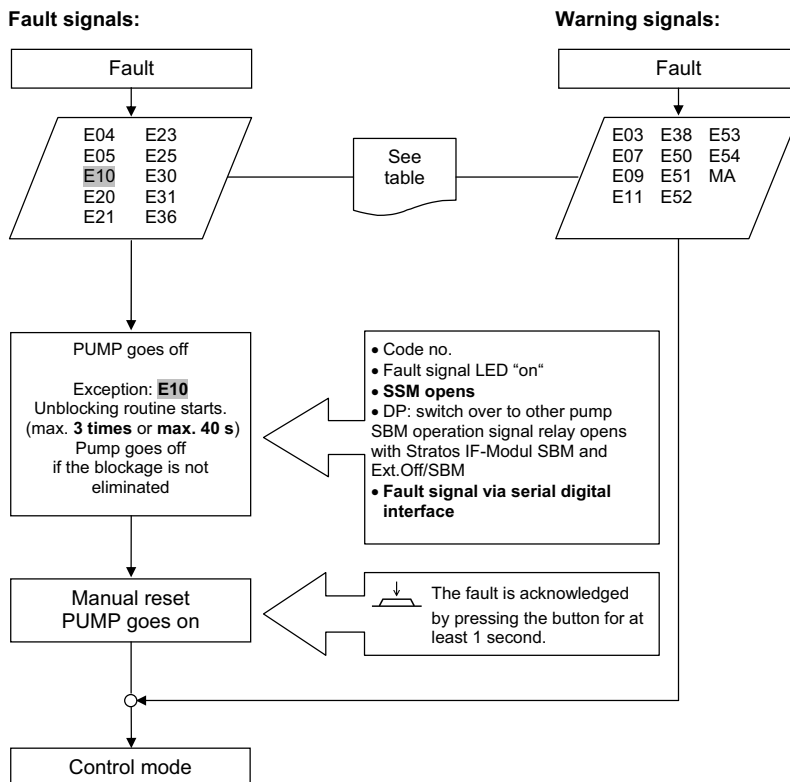 Fault signals:
Warning signals:
Fault
Fault
E04 E23
E05 E25
E10 E30
E20 E31
E21 E36
See
table
E03 E38 E53
E07 E50 E54
E09 E51 MA
E11 E52
PUMP goes off
Exception: E10
Unblocking routine starts.
(max. 3 times or max. 40 s)
Pump goes off
if the blockage is not
eliminated
• Code no.
• Fault signal LED “on“
• SSM opens
• DP: switch over to other pump
SBM operation signal relay opens
with Stratos IF-Modul SBM and
Ext.Off/SBM
• Fault signal via serial digital
interface
Manual reset
PUMP goes on
The fault is acknowledged
by pressing the button for at
least 1 second.
Control mode